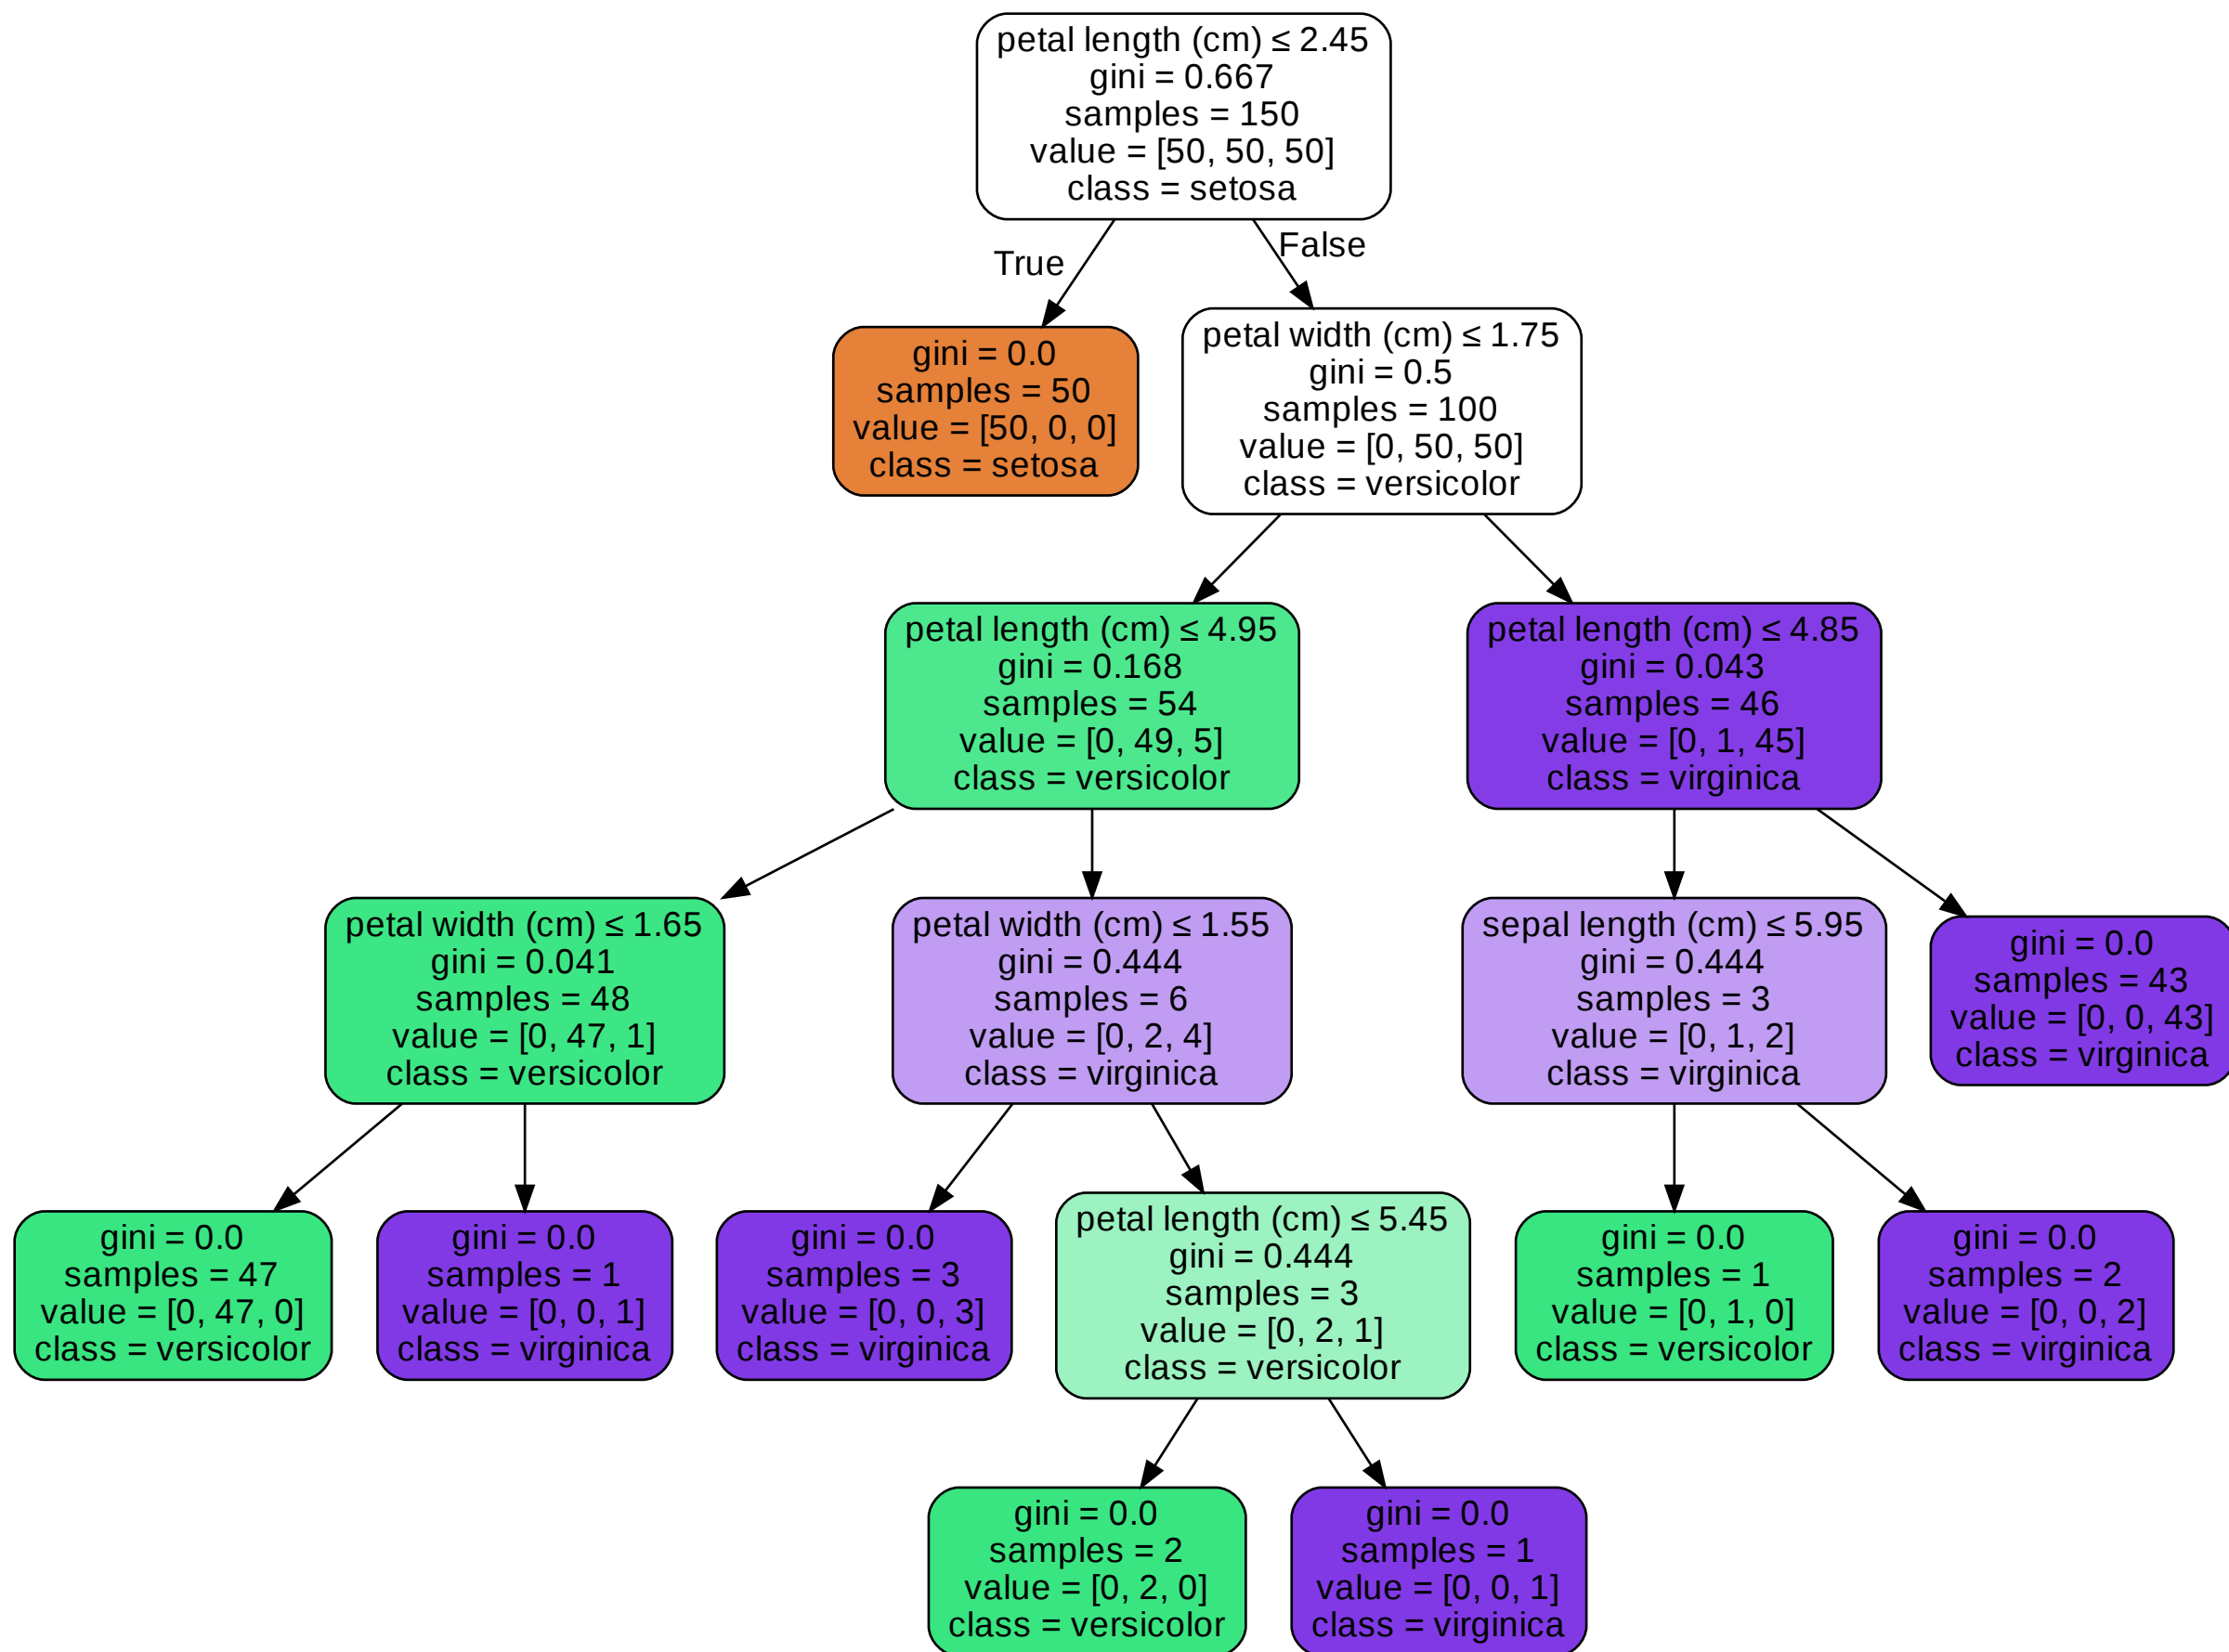 petal length (cm) ≤ 2.45
gini = 0.667
samples = 150
value = [50, 50, 50]
class = setosa
True
False
gini = 0.0
samples = 50
value = [50, 0, 0]
class = setosa
petal width (cm) ≤ 1.75
gini = 0.5
samples = 100
value = [0, 50, 50]
class = versicolor
petal length (cm) ≤ 4.95
gini = 0.168
samples = 54
value = [0, 49, 5]
class = versicolor
petal length (cm) ≤ 4.85
gini = 0.043
samples = 46
value = [0, 1, 45]
class = virginica
petal width (cm) ≤ 1.65
gini = 0.041
samples = 48
value = [0, 47, 1]
class = versicolor
petal width (cm) ≤ 1.55
gini = 0.444
samples = 6
value = [0, 2, 4]
class = virginica
sepal length (cm) ≤ 5.95
gini = 0.444
samples = 3
value = [0, 1, 2]
class = virginica
gini = 0.0
samples = 43
value = [0, 0, 43]
class = virginica
gini = 0.0
samples = 47
value = [0, 47, 0]
class = versicolor
gini = 0.0
samples = 1
value = [0, 0, 1]
class = virginica
gini = 0.0
samples = 3
value = [0, 0, 3]
class = virginica
petal length (cm) ≤ 5.45
gini = 0.444
samples = 3
value = [0, 2, 1]
class = versicolor
gini = 0.0
samples = 1
value = [0, 1, 0]
class = versicolor
gini = 0.0
samples = 2
value = [0, 0, 2]
class = virginica
gini = 0.0
samples = 2
value = [0, 2, 0]
class = versicolor
gini = 0.0
samples = 1
value = [0, 0, 1]
class = virginica